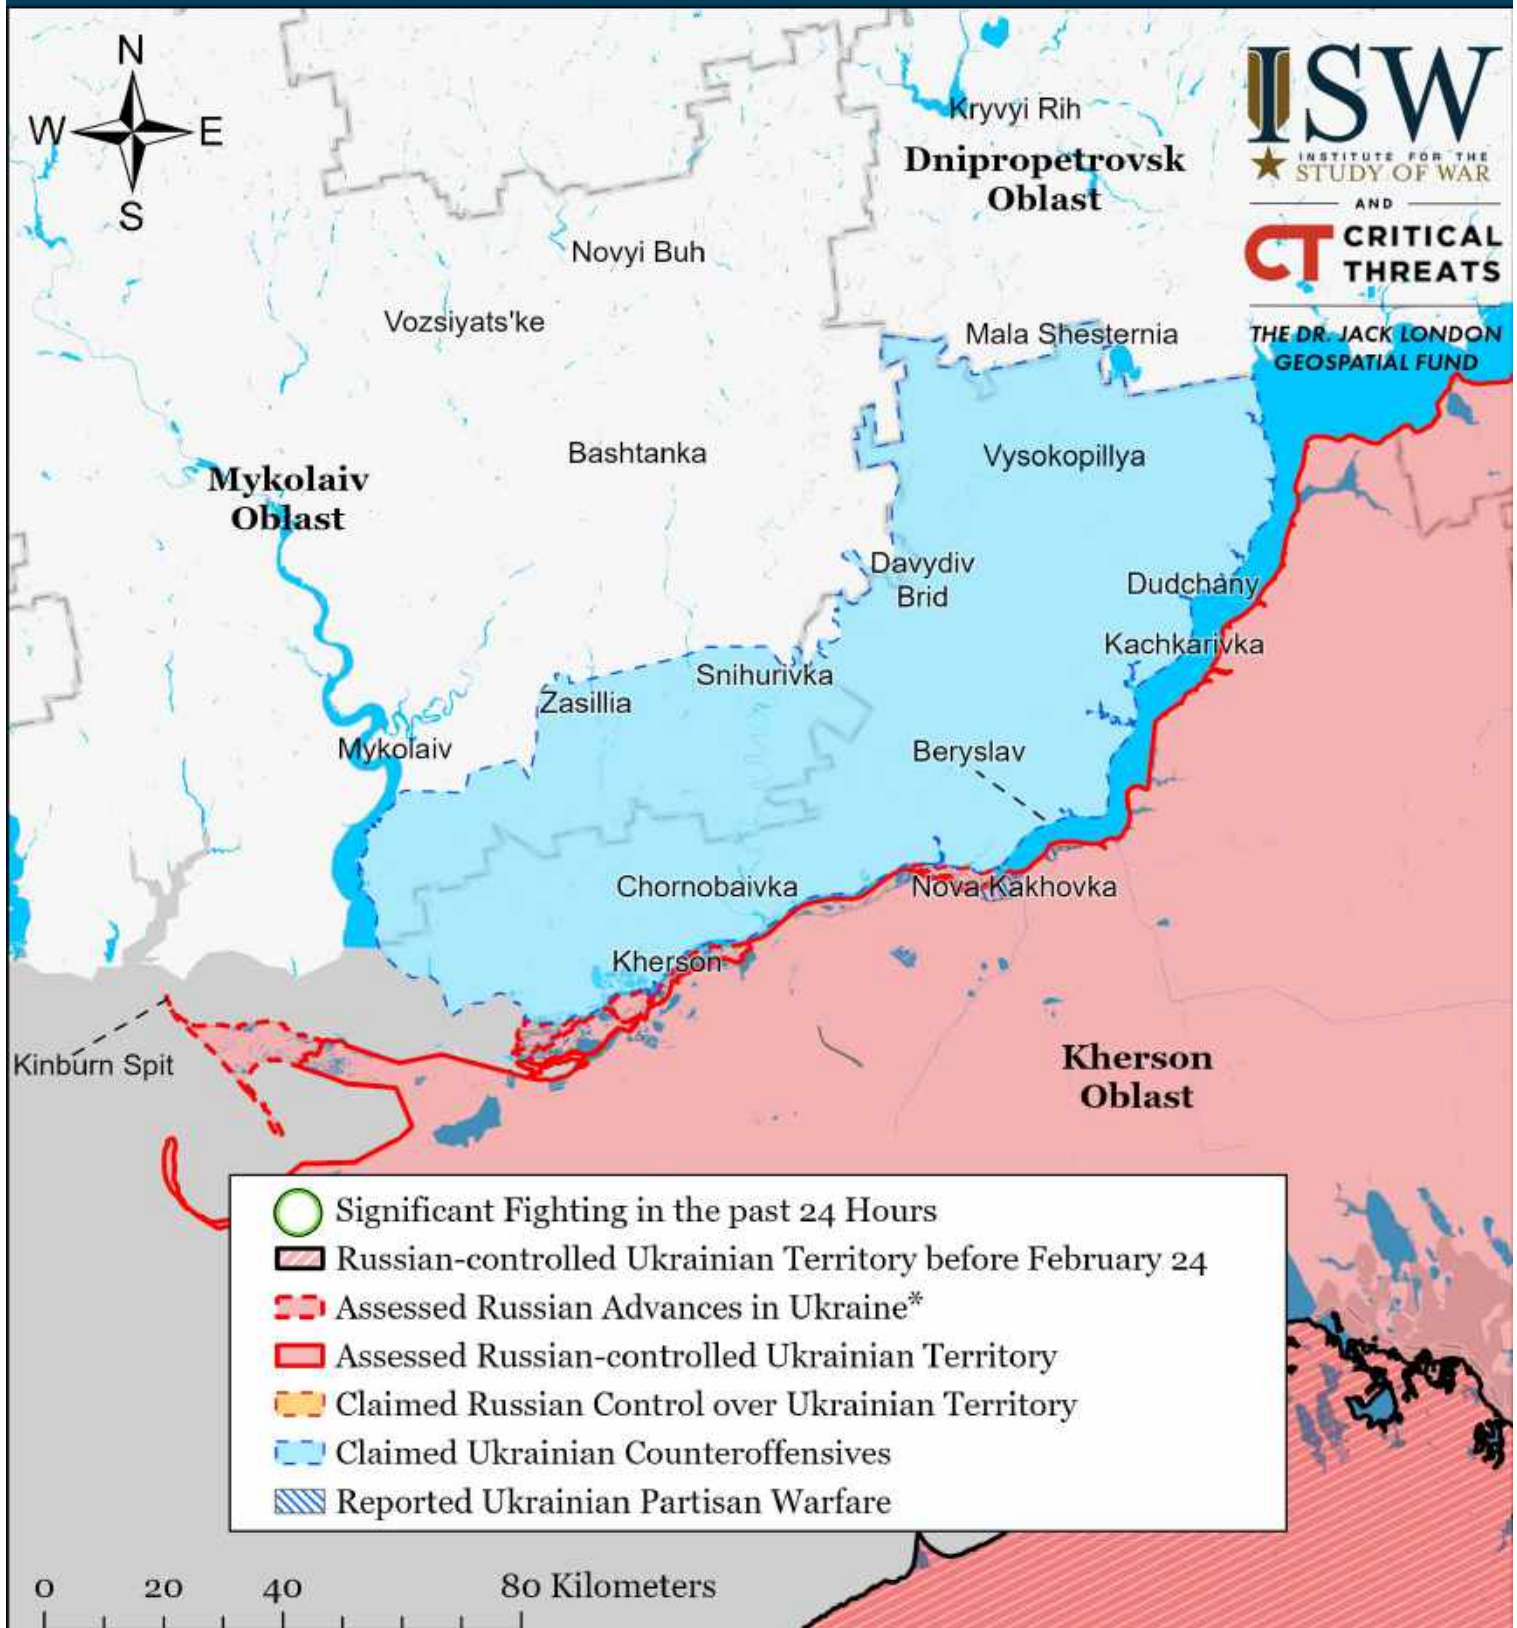 N
W
E
S
ISW
INSTITUTE FOR THE
STUDY OF WAR
AND
CT CRITICAL
THREATS
THE DR. JACK LONDON
GEOSPATIAL FUND
Kryvyi Rih
Dnipropetrovsk
Oblast
Novyi Buh
Vozsiyats'ke
Mala Shesternia
Bashtanka
Vysokopillya
Mykolaiv
Oblast
Davydiv
Brid
Dudchany
Kachkarivka
Snihurivka
Zasillia
Mykolaiv
Beryslav
Chornobaivka
Nova Kakhovka
Kherson
Kinburn Spit
Kherson
Oblast
Significant Fighting in the past 24 Hours
Russian-controlled Ukrainian Territory before February 24
Assessed Russian Advances in Ukraine*
Assessed Russian-controlled Ukrainian Territory
Claimed Russian Control over Ukrainian Territory
Claimed Ukrainian Counteroffensives
Reported Ukrainian Partisan Warfare
0 20 40 80 Kilometers